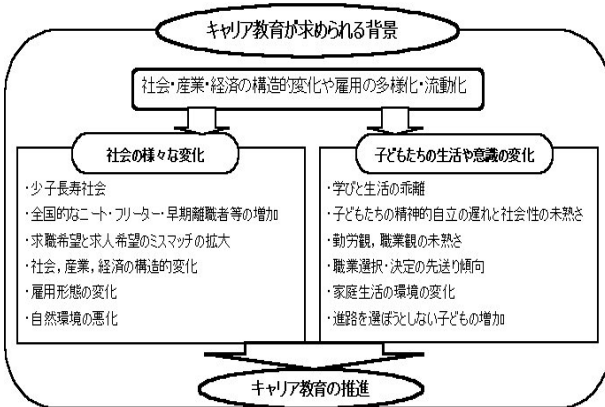 キャリア教育が求められる背景
社会・産業・経済の構造的変化や雇用の多様化・流動化
社会の様々な変化
・少子長寿社会
・全国的なニート・フリーター・早期離職者等の増加
・求職希望と求人希望のミスマッチの拡大
・社会，産業，経済の構造的変化
・雇用形態の変化
・自然環境の悪化
子どもたちの生活や意識の変化
・学びと生活の乖離
・子どもたちの精神的自立の遅れと社会性の未熟さ
・勤労観，職業観の未熟さ
・職業選択・決定の先送り傾向
・家庭生活の環境の変化
・進路を選ぼうとしない子どもの増加
キャリア教育の推進